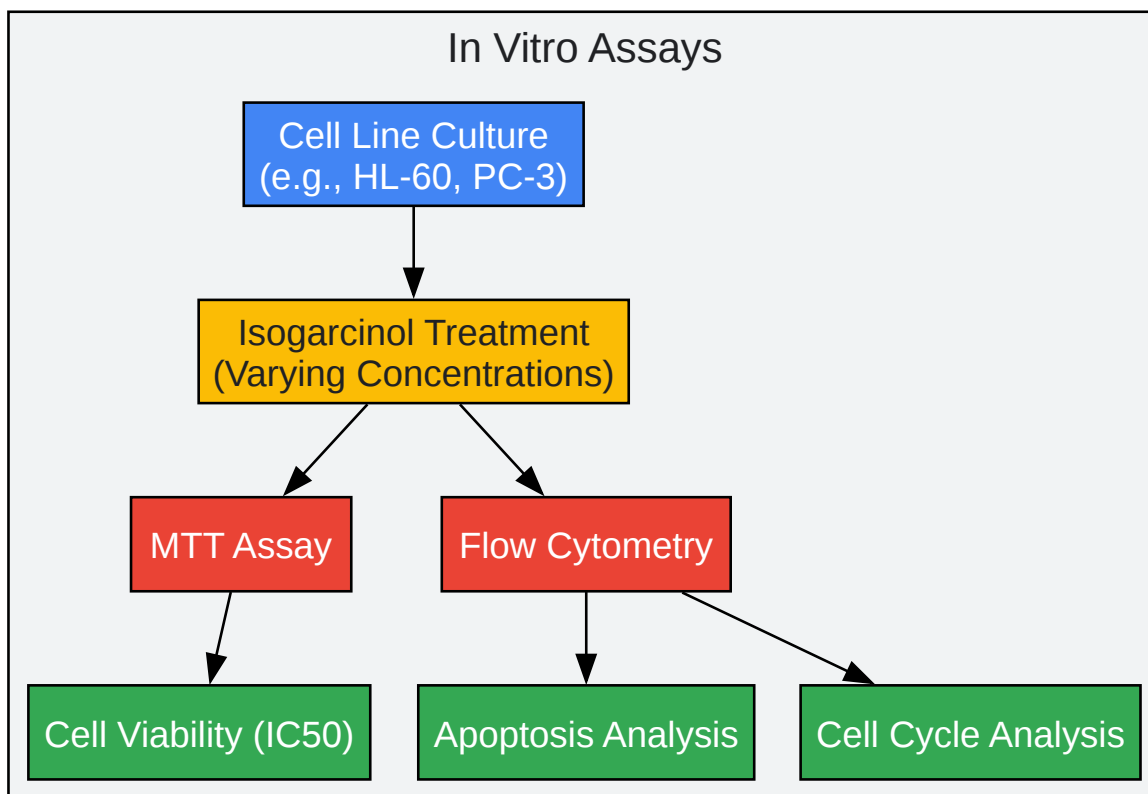 In Vitro Assays
Cell Line Culture
(e.g., HL-60, PC-3)
Isogarcinol Treatment
(Varying Concentrations)
MTT Assay
Flow Cytometry
Cell Viability (IC50)
Apoptosis Analysis
Cell Cycle Analysis